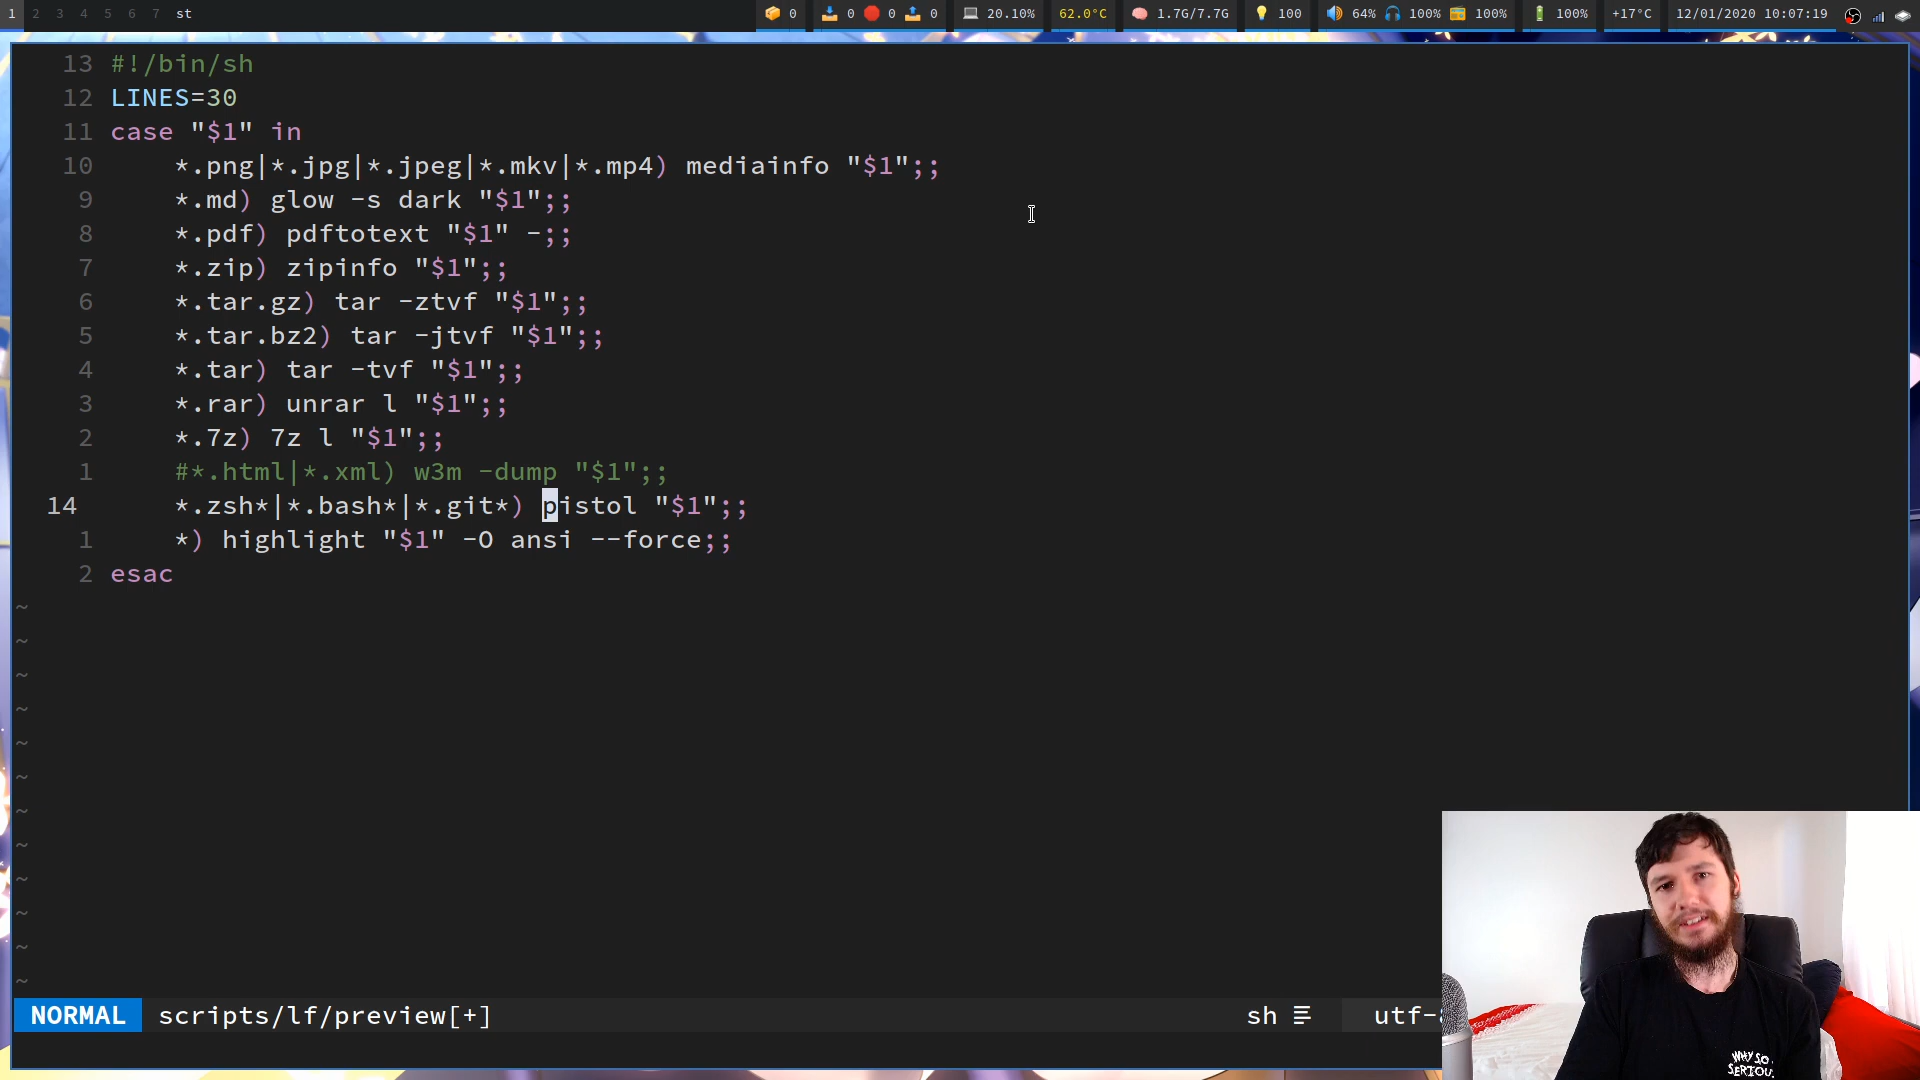 1 2 3 4 5 6 7 st 0 0 0 0 20.10% 62.0°C 1.7G/7.7G 100 64% 100% 100% 100% +17°C 12/01/2020 10:07:19
13 #!/bin/sh
12 LINES=30
11 case "$1" in
10 *.png|*.jpg|*.jpeg|*.mkv|*.mp4) mediainfo "$1";;
9 *.md) glow -s dark "$1";;
8 *.pdf) pdftotext "$1" -;;
7 *.zip) zipinfo "$1";;
6 *.tar.gz) tar -ztvf "$1";;
5 *.tar.bz2) tar -jtvf "$1";;
4 *.tar) tar -tvf "$1";;
3 *.rar) unrar l "$1";;
2 *.7z) 7z l "$1";;
1 #*.html|*.xml) w3m -dump "$1";;
14 *.zsh*|*.bash*|*.git*) pistol "$1";;
1 *) highlight "$1" -O ansi --force;;
2 esac
~
~
~
~
~
~
~
~
~
~
~
~
NORMAL scripts/lf/preview[+] sh utf-
WHY SO
SERIOU